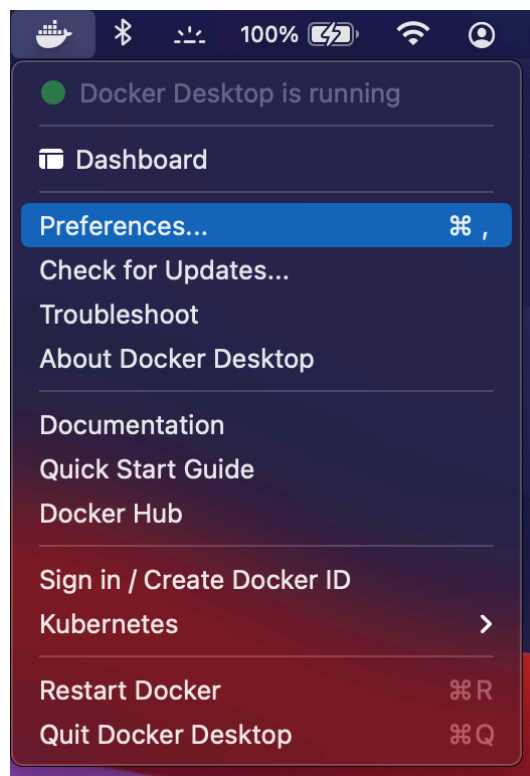 100%
Docker Desktop is running
Dashboard
Preferences... ⌘ ,
Check for Updates...
Troubleshoot
About Docker Desktop
Documentation
Quick Start Guide
Docker Hub
Sign in / Create Docker ID
Kubernetes
Restart Docker ⌘ R
Quit Docker Desktop ⌘ Q